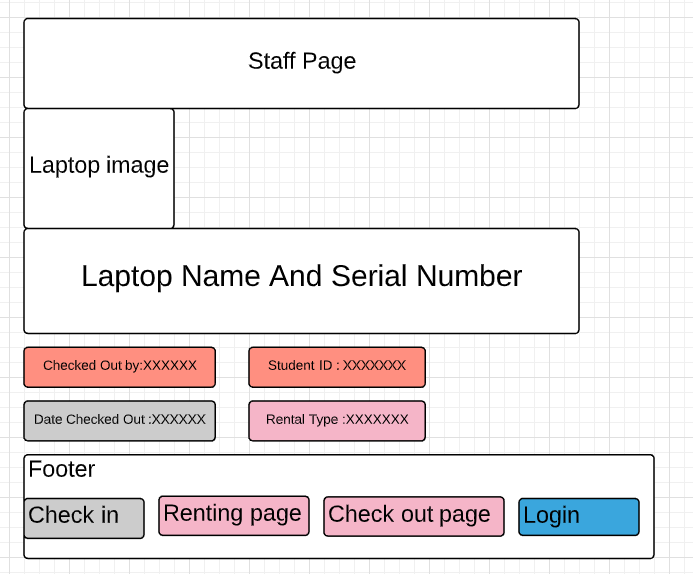 Staff Page
Laptop image
Laptop Name And Serial Number
Checked Out by:XXXXXX
Student ID : XXXXXXX
Date Checked Out :XXXXXX
Rental Type :XXXXXXX
Footer
Check in
Renting page
Check out page
Login